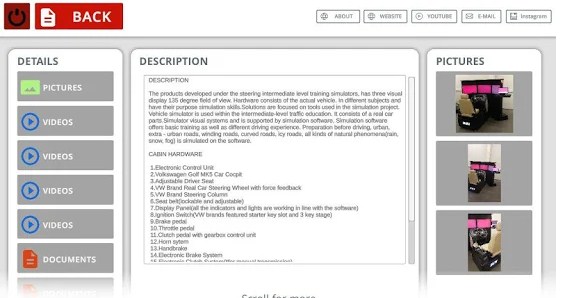 BACK
ABOUT
WEBSITE
YOUTUBE
E-MAIL
Instagram
DETAILS
PICTURES
VIDEOS
VIDEOS
VIDEOS
VIDEOS
DOCUMENTS
DESCRIPTION
DESCRIPTION
The products developed under the steering intermediate level training simulators, has three visual
display 135 degree field of view. Hardware consists of the actual vehicle. In different subjects and
have their purpose simulation skills.Solutions are focused on tools used in the simulation project.
Vehicle simulator is used within the intermediate-level traffic education. It consists of a real car
parts.Simulator visual systems and is supported by simulation software. Simulation software
offers basic training as well as different driving experience. Preparation before driving, urban,
extra - urban roads, winding roads, curved roads, icy roads, all kinds of natural phenomena(rain,
snow, fog) is simulated on the software.
CABIN HARDWARE
1.Electronic Control Unit
2.Volkswagen Golf MK5 Car Cocpit
3.Adjustable Driver Seat
4.VW Brand Real Car Steering Wheel with force feedback
5.VW Brand Steering Column
6.Seat belt(lockable and adjustable)
7.Display Panel(all the indicators and lights are working in line with the software)
8.Ignition Switch(VW brands featured starter key slot and 3 key stage)
9.Brake pedal
10.Throttle pedal
11.Clutch pedal with gearbox control unit
12.Horn sytem
13.Handbrake
14.Electronic Brake System
PICTURES
Scroll for more